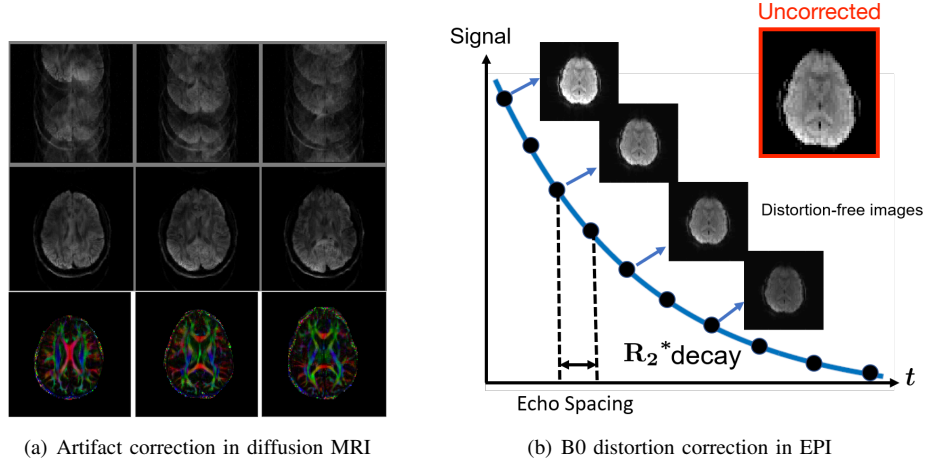 Uncorrected
Signal
Distortion-free images
R₂* decay
t
Echo Spacing
(a) Artifact correction in diffusion MRI
(b) B0 distortion correction in EPI